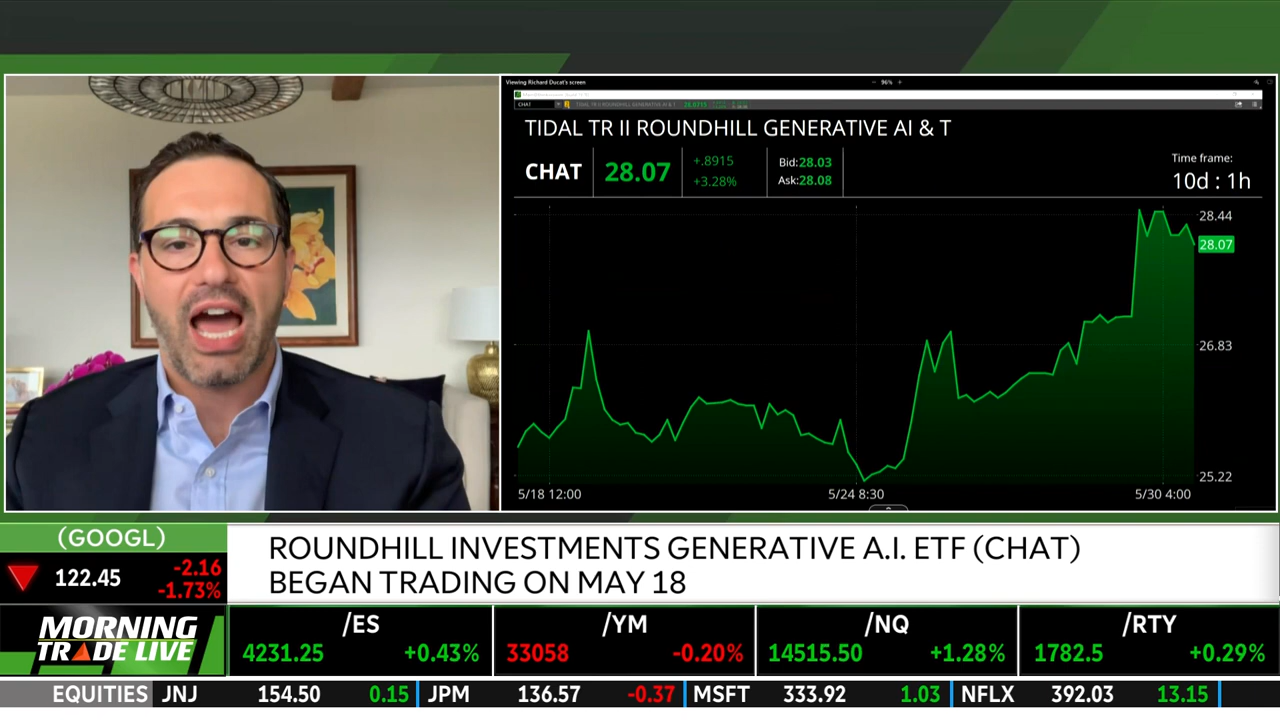 Viewing Richard Ducat's screen
96%
CHAT
TIDAL TR II ROUNDHILL GENERATIVE AI & T
CHAT 28.07 +.8915 +3.28% Bid:28.03 Ask:28.08
Time frame:
10d : 1h
28.44
28.07
26.83
25.22
5/18 12:00 5/24 8:30 5/30 4:00
(GOOGL)
122.45 -2.16 -1.73%
ROUNDHILL INVESTMENTS GENERATIVE A.I. ETF (CHAT)
BEGAN TRADING ON MAY 18
MORNING
TRADE LIVE
/ES /YM /NQ /RTY
4231.25 +0.43% 33058 -0.20% 14515.50 +1.28% 1782.5 +0.29%
EQUITIES JNJ 154.50 0.15 JPM 136.57 -0.37 MSFT 333.92 1.03 NFLX 392.03 13.15